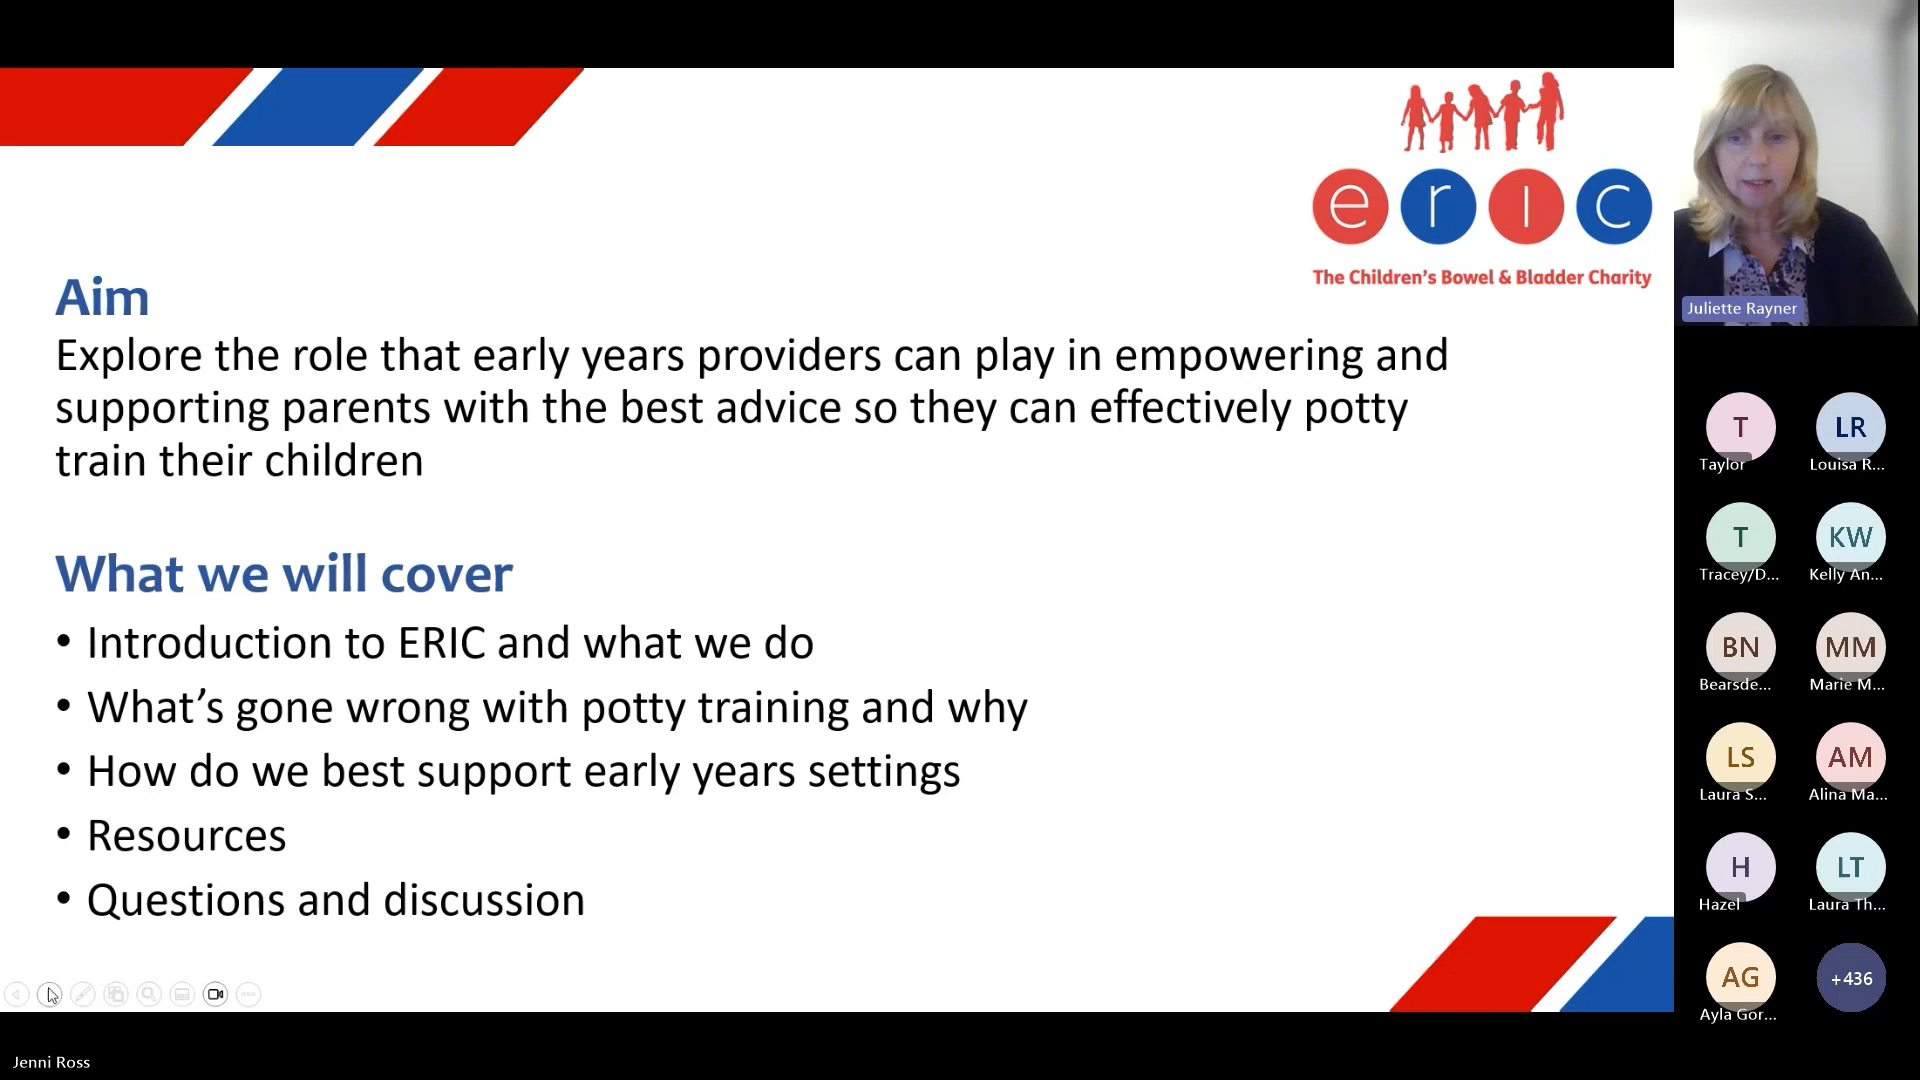 eric
The Children's Bowel & Bladder Charity
Aim
Explore the role that early years providers can play in empowering and
supporting parents with the best advice so they can effectively potty
train their children
What we will cover
• Introduction to ERIC and what we do
• What's gone wrong with potty training and why
• How do we best support early years settings
• Resources
• Questions and discussion
Jenni Ross
Juliette Rayner
T
LR
Taylor
Louisa R...
T
KW
Tracey/D...
Kelly An...
BN
MM
Bearsde...
Marie M...
LS
AM
Laura S...
Alina Ma...
H
LT
Hazel
Laura Th...
AG
+436
Ayla Gor...